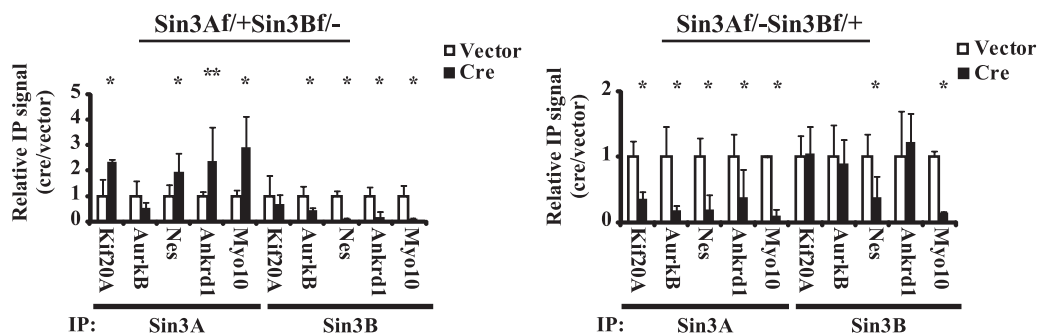 Sin3Af/+Sin3Bf/-
Vector
Cre
* * ** * * * * *
Relative IP signal
(cre/vector)
5
4
3
2
1
0
Kif20A
AurkB
Nes
Ankrd1
Myo10
Kif20A
AurkB
Nes
Ankrd1
Myo10
IP: Sin3A Sin3B
Sin3Af/-Sin3Bf/+
Vector
Cre
* * * * * * *
Relative IP signal
(cre/vector)
2
1
0
Kif20A
AurkB
Nes
Ankrd1
Myo10
Kif20A
AurkB
Nes
Ankrd1
Myo10
IP: Sin3A Sin3B